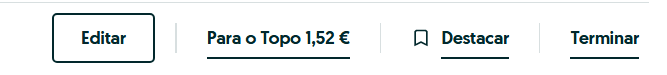 Editar Para o Topo 1,52 € Destacar Terminar